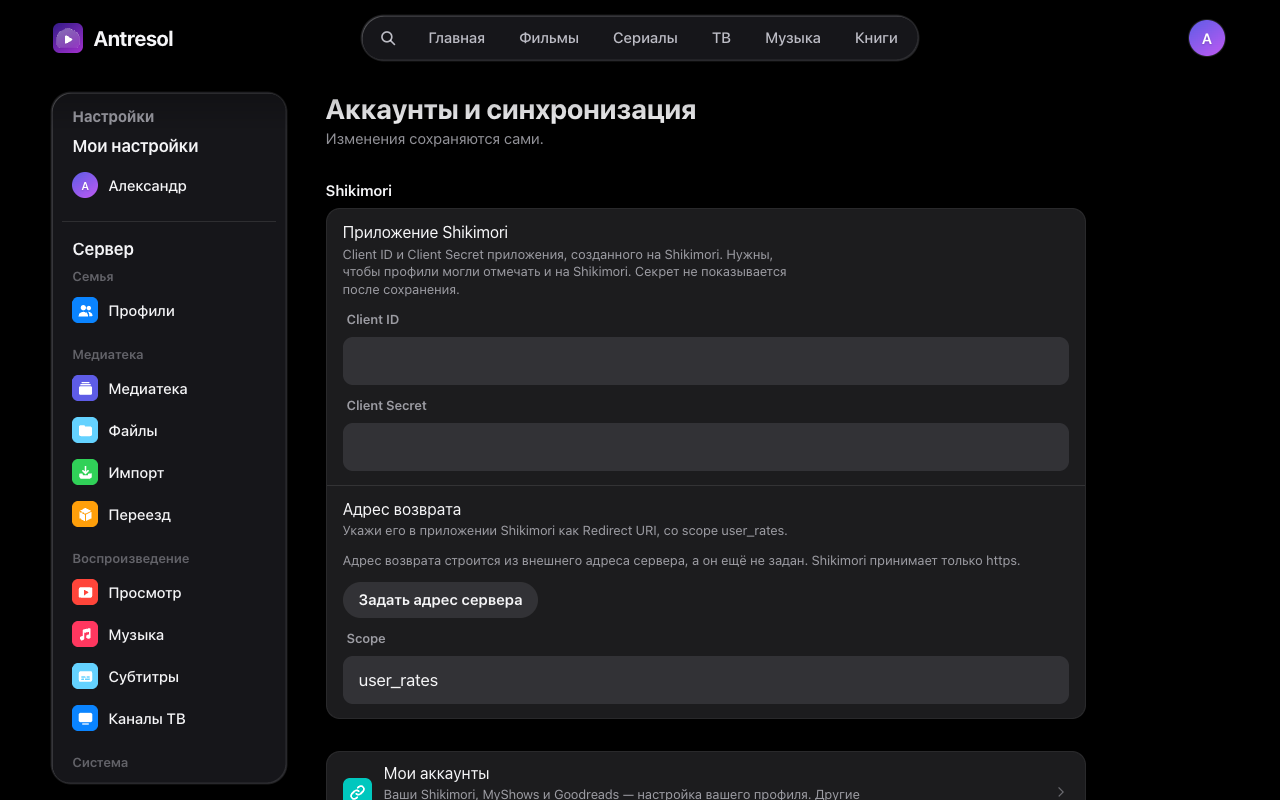 Antresol
Главная
Фильмы
Сериалы
ТВ
Музыка
Книги
A
Настройки
Мои настройки
A
Александр
Сервер
Семья
Профили
Медиатека
Медиатека
Файлы
Импорт
Переезд
Воспроизведение
Просмотр
Музыка
Субтитры
Каналы ТВ
Система
Аккаунты и синхронизация
Изменения сохраняются сами.
Shikimori
Приложение Shikimori
Client ID и Client Secret приложения, созданного на Shikimori. Нужны,
чтобы профили могли отмечать и на Shikimori. Секрет не показывается
после сохранения.
Client ID
Client Secret
Адрес возврата
Укажи его в приложении Shikimori как Redirect URI, со scope user_rates.
Адрес возврата строится из внешнего адреса сервера, а он ещё не задан. Shikimori принимает только https.
Задать адрес сервера
Scope
user_rates
Мои аккаунты
Ваши Shikimori, MyShows и Goodreads — настройка вашего профиля. Другие